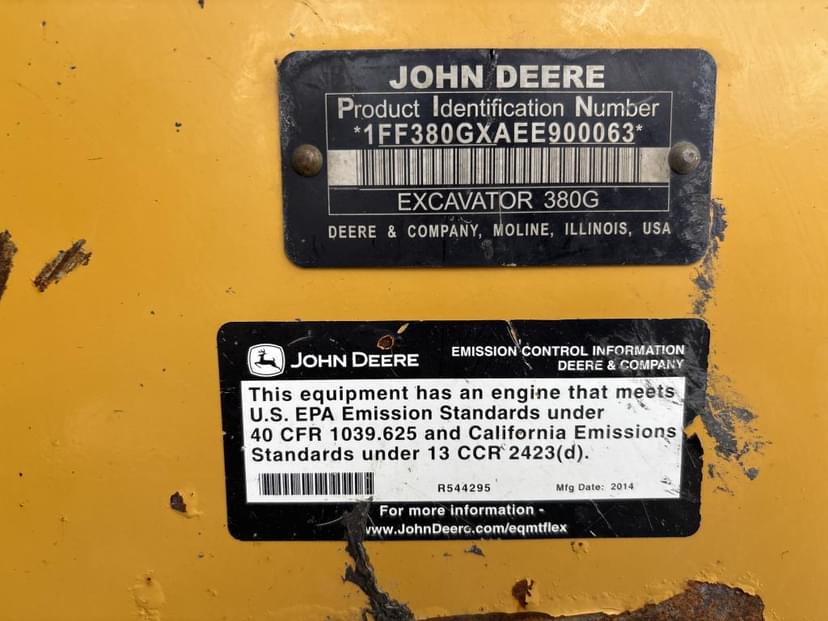 JOHN DEERE
Product Identification Number
*1FF380GXAEE900063*
EXCAVATOR 380G
DEERE & COMPANY, MOLINE, ILLINOIS, USA
JOHN DEERE
EMISSION CONTROL INFORMATION
DEERE & COMPANY
This equipment has an engine that meets
U.S. EPA Emission Standards under
40 CFR 1039.625 and California Emissions
Standards under 13 CCR 2423(d).
R544295 Mfg Date: 2014
For more information -
www.JohnDeere.com/eqmtflex